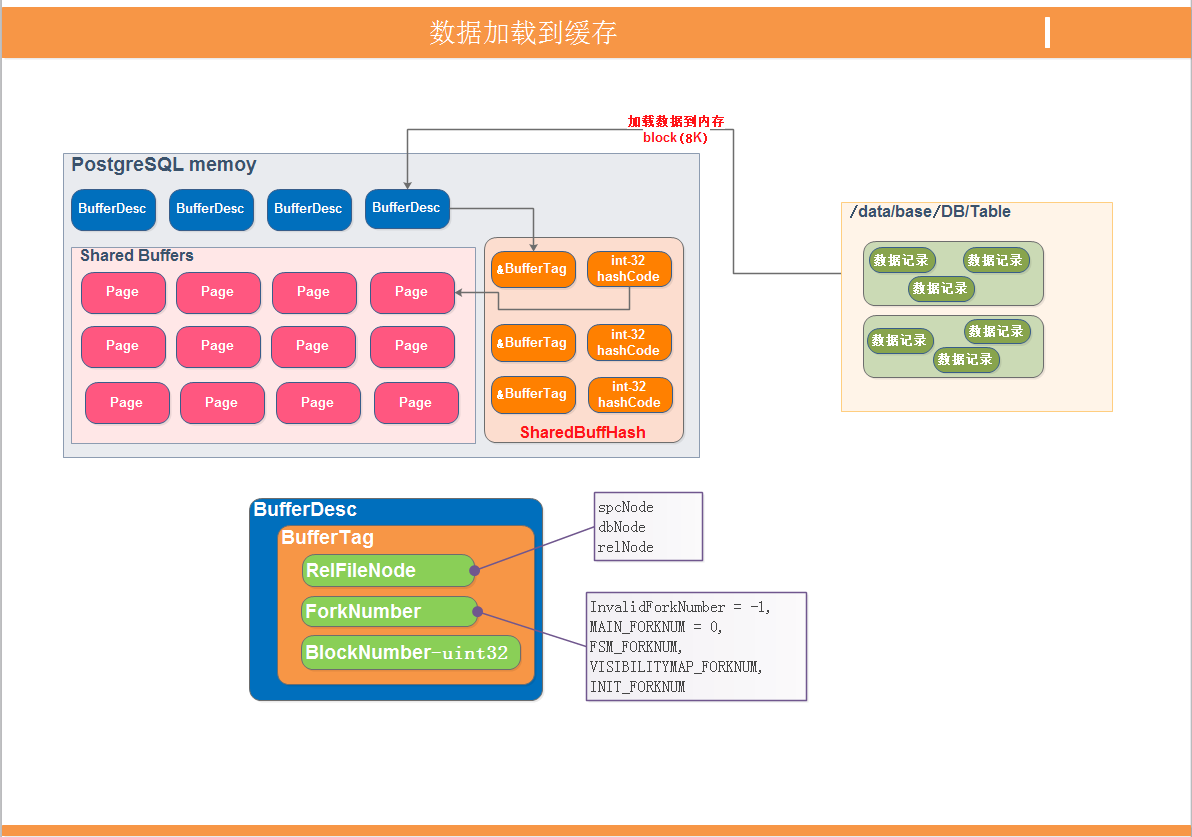 数据加载到缓存
加载数据到内存
block(8K)
PostgreSQL memoy
BufferDesc
BufferDesc
BufferDesc
BufferDesc
/data/base/DB/Table
数据记录
数据记录
数据记录
数据记录
数据记录
数据记录
Shared Buffers
Page
Page
Page
Page
Page
Page
Page
Page
Page
Page
Page
Page
&BufferTag
int-32
hashCode
&BufferTag
int-32
hashCode
&BufferTag
int-32
hashCode
SharedBuffHash
BufferDesc
BufferTag
RelFileNode
ForkNumber
BlockNumber-uint32
spcNode
dbNode
relNode
InvalidForkNumber = -1,
MAIN_FORKNUM = 0,
FSM_FORKNUM,
VISIBILITYMAP_FORKNUM,
INIT_FORKNUM